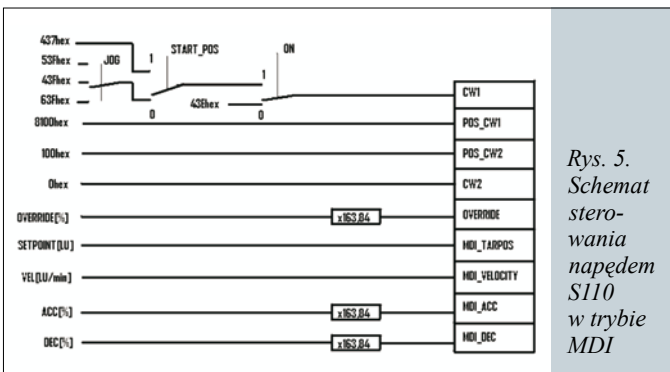 437hex
53Fhex JOG 1 START_POS ON
43Fhex 1
63Fhex 43Ehex CW1
0 0
8100hex POS_CW1
100hex POS_CW2
0hex CW2
OVERRIDE[%] x163,84 OVERRIDE
SETPOINT[LU] MDI_TARPOS
VEL[LU/min] MDI_VELOCITY
ACC[%] x163,84 MDI_ACC
DEC[%] x163,84 MDI_DEC
Rys. 5.
Schemat
stero-
wania
napędem
S110
w trybie
MDI